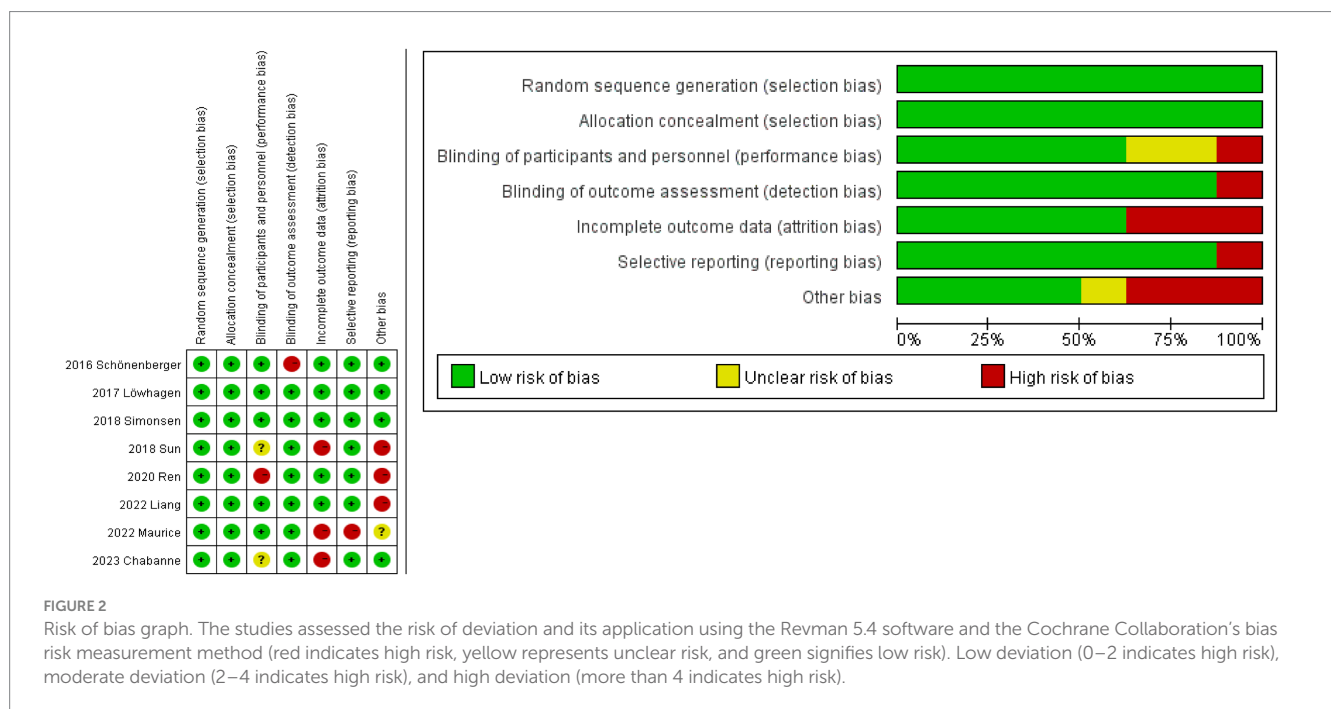 Random sequence generation (selection bias)
Allocation concealment (selection bias)
Blinding of participants and personnel (performance bias)
Blinding of outcome assessment (detection bias)
Incomplete outcome data (attrition bias)
Selective reporting (reporting bias)
Other bias
2016 Schönenberger + + + - + + +
2017 Löwhagen + + + + + + +
2018 Simonsen + + + + + + +
2018 Sun + + ? + - + -
2020 Ren + + - + + + -
2022 Liang + + + + + + -
2022 Maurice + + + + - - ?
2023 Chabanne + + ? + - + +
Random sequence generation (selection bias)
Allocation concealment (selection bias)
Blinding of participants and personnel (performance bias)
Blinding of outcome assessment (detection bias)
Incomplete outcome data (attrition bias)
Selective reporting (reporting bias)
Other bias
0% 25% 50% 75% 100%
Low risk of bias Unclear risk of bias High risk of bias
FIGURE 2
Risk of bias graph. The studies assessed the risk of deviation and its application using the Revman 5.4 software and the Cochrane Collaboration's bias
risk measurement method (red indicates high risk, yellow represents unclear risk, and green signifies low risk). Low deviation (0–2 indicates high risk),
moderate deviation (2–4 indicates high risk), and high deviation (more than 4 indicates high risk).